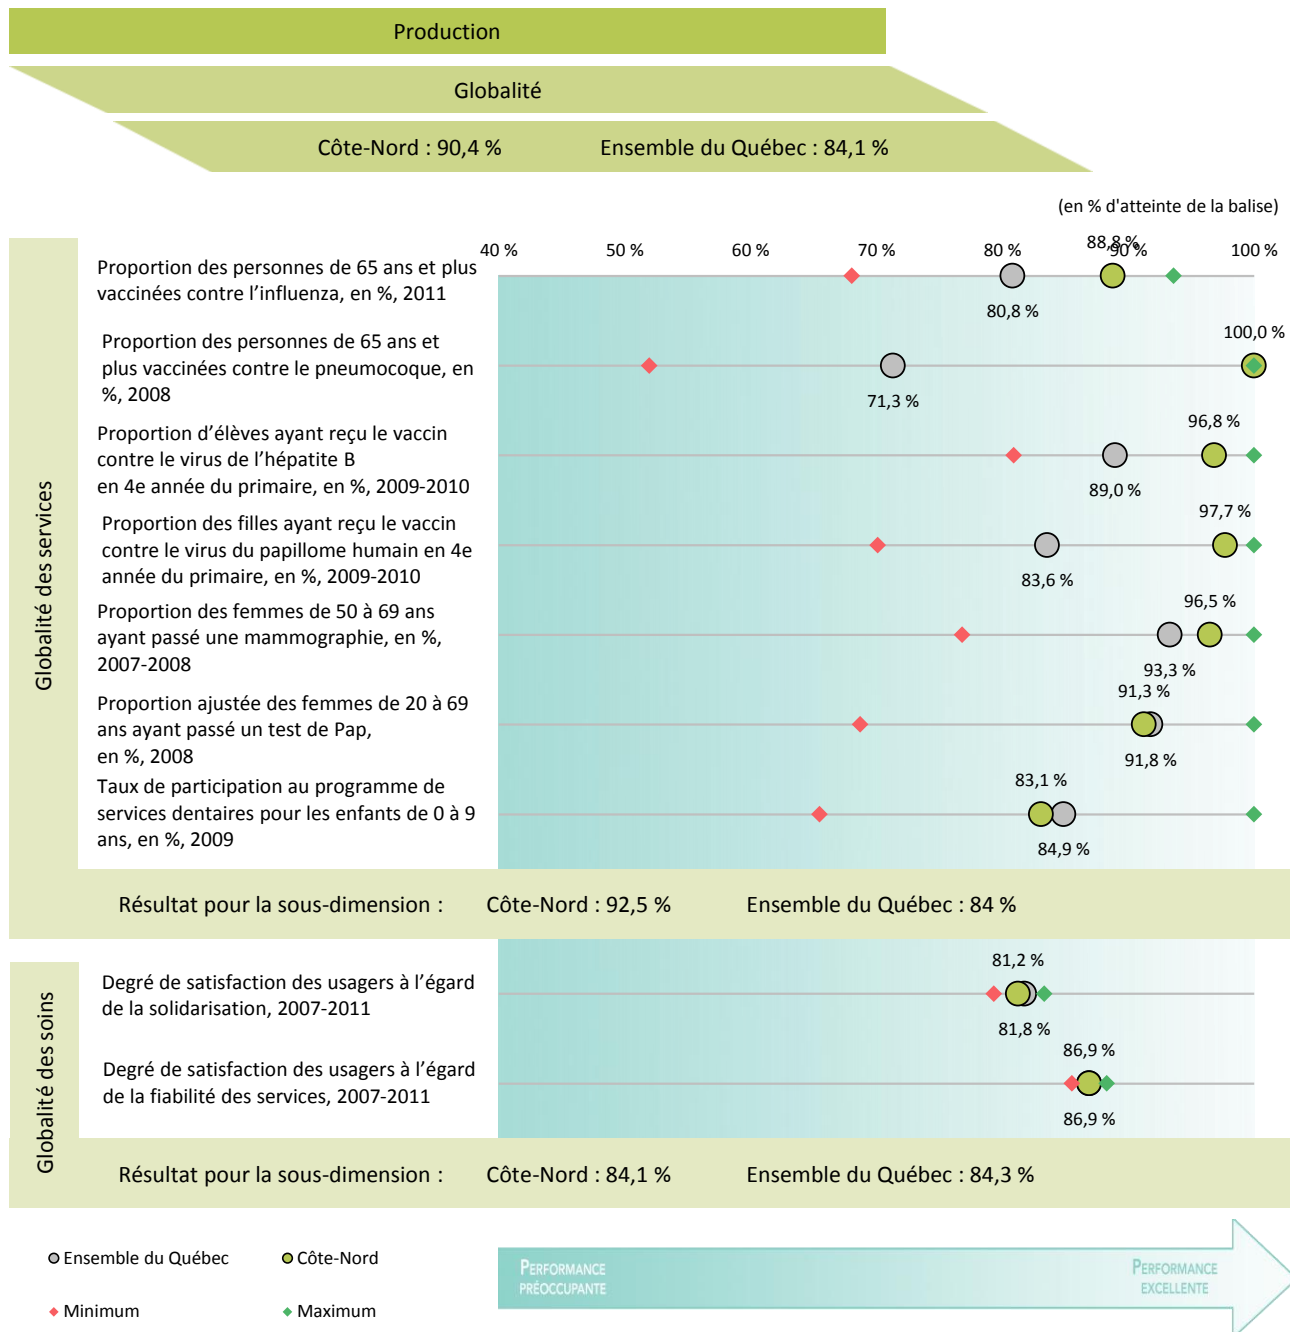 Production
Globalité
Côte-Nord : 90,4 % Ensemble du Québec : 84,1 %
(en % d'atteinte de la balise)
40 % 50 % 60 % 70 % 80 % 90 % 100 %
Globalité des services
Proportion des personnes de 65 ans et plus
vaccinées contre l’influenza, en %, 2011
88,8 %
80,8 %
Proportion des personnes de 65 ans et
plus vaccinées contre le pneumocoque, en
%, 2008
100,0 %
71,3 %
Proportion d’élèves ayant reçu le vaccin
contre le virus de l’hépatite B
en 4e année du primaire, en %, 2009-2010
96,8 %
89,0 %
Proportion des filles ayant reçu le vaccin
contre le virus du papillome humain en 4e
année du primaire, en %, 2009-2010
97,7 %
83,6 %
Proportion des femmes de 50 à 69 ans
ayant passé une mammographie, en %,
2007-2008
96,5 %
93,3 %
Proportion ajustée des femmes de 20 à 69
ans ayant passé un test de Pap,
en %, 2008
91,3 %
91,8 %
Taux de participation au programme de
services dentaires pour les enfants de 0 à 9
ans, en %, 2009
83,1 %
84,9 %
Résultat pour la sous-dimension : Côte-Nord : 92,5 % Ensemble du Québec : 84 %
Globalité des soins
Degré de satisfaction des usagers à l’égard
de la solidarisation, 2007-2011
81,2 %
81,8 %
Degré de satisfaction des usagers à l’égard
de la fiabilité des services, 2007-2011
86,9 %
86,9 %
Résultat pour la sous-dimension : Côte-Nord : 84,1 % Ensemble du Québec : 84,3 %
Ensemble du Québec Côte-Nord
Minimum Maximum
PERFORMANCE
PRÉOCCUPANTE
PERFORMANCE
EXCELLENTE